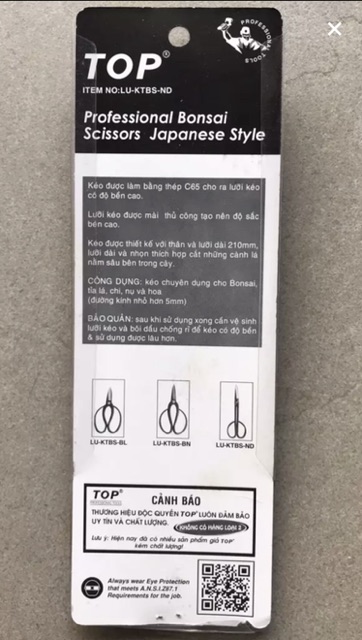 PROFESSIONAL TOOLS
TOP®
ITEM NO:LU-KTBS-ND
Professional Bonsai
Scissors Japanese Style
Kéo được làm bằng thép C65 cho ra lưỡi kéo
có độ bền cao.
Lưỡi kéo được mài thủ công tạo nên độ sắc
bén cao.
Kéo được thiết kế với thân và lưỡi dài 210mm,
lưỡi dài và nhọn thích hợp cắt những cành lá
nằm sâu bên trong cây.
CÔNG DỤNG: kéo chuyên dụng cho Bonsai,
tỉa lá, chi, nụ và hoa
(đường kính nhỏ hơn 5mm)
BẢO QUẢN: sau khi sử dụng xong cần vệ sinh
lưỡi kéo và bôi dầu chống rỉ để kéo có độ bền
& sử dụng được lâu hơn.
LU-KTBS-BL
LU-KTBS-BN
LU-KTBS-ND
TOP®
CẢNH BÁO
THƯƠNG HIỆU ĐỘC QUYỀN TOP® LUÔN ĐẢM BẢO
UY TÍN VÀ CHẤT LƯỢNG.
KHÔNG CÓ HÀNG LOẠI 2
Lưu ý: Hiện nay đã có nhiều sản phẩm giả TOP®
kém chất lượng!
Always wear Eye Protection
that meets A.N.S.I.Z87.1
Requirements for the job.